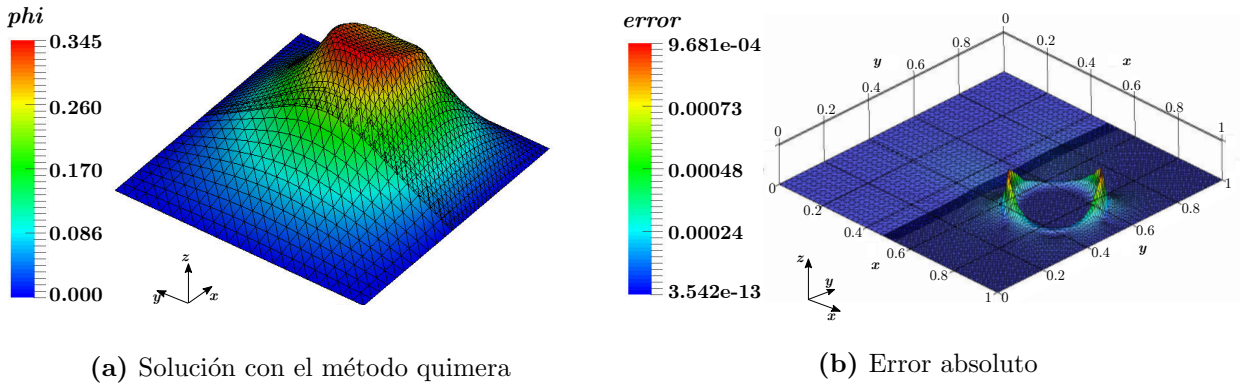 phi
0.345
0.260
0.170
0.086
0.000
z
y
x
(a) Solución con el método quimera
error
9.681e-04
0.00073
0.00048
0.00024
3.542e-13
0
0.2
0.4
0.6
0.8
1
x
0.8
0.6
0.4
0.2
0
y
0
0.2
0.4
0.6
0.8
1
x
0
0.2
0.4
0.6
0.8
1
y
z
y
x
(b) Error absoluto